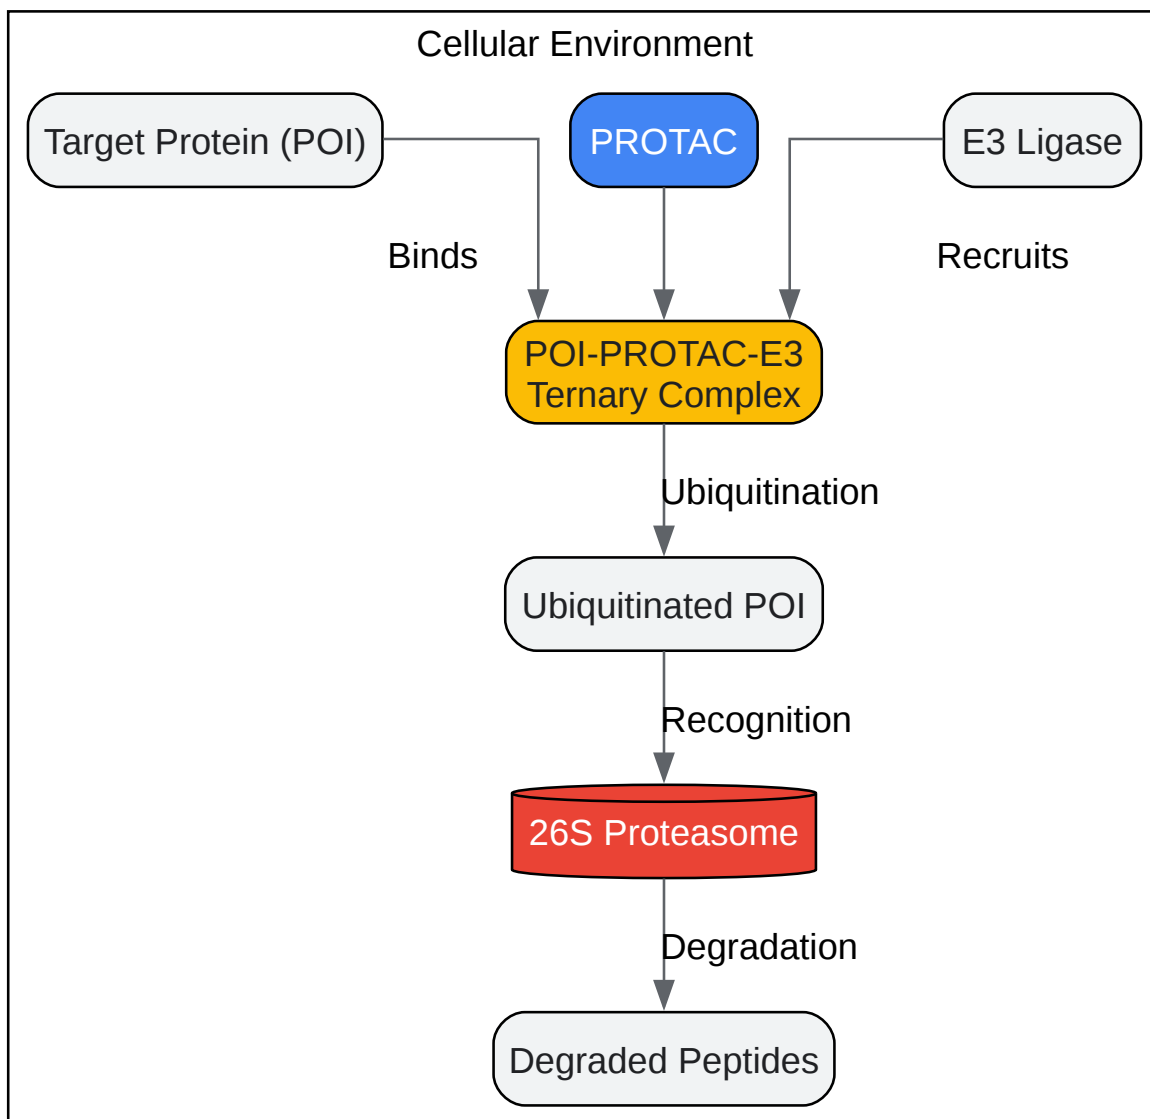 Cellular Environment
Target Protein (POI)
PROTAC
E3 Ligase
Binds
Recruits
POI-PROTAC-E3
Ternary Complex
Ubiquitination
Ubiquitinated POI
Recognition
26S Proteasome
Degradation
Degraded Peptides